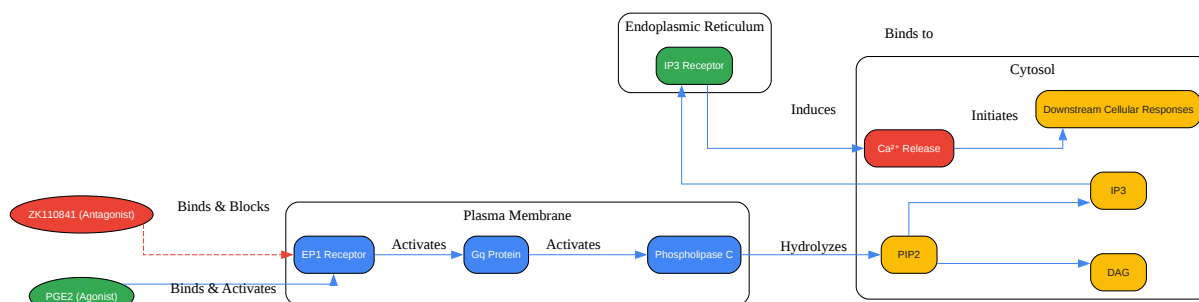 Endoplasmic Reticulum
IP3 Receptor
Binds to
Cytosol
Induces
Initiates
Downstream Cellular Responses
Ca²⁺ Release
IP3
ZK110841 (Antagonist)
Binds & Blocks
Plasma Membrane
EP1 Receptor
Activates
Gq Protein
Activates
Phospholipase C
Hydrolyzes
PIP2
DAG
PGE2 (Agonist)
Binds & Activates